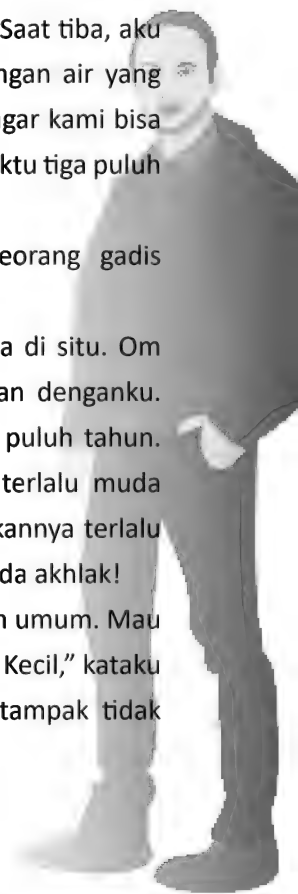 Saat tiba, aku
ngan air yang
gar kami bisa
ktu tiga puluh
eorang gadis
a di situ. Om
an denganku.
puluh tahun.
terlalu muda
kannya terlalu
da akhlak!
n umum. Mau
Kecil,” kataku
tampak tidak